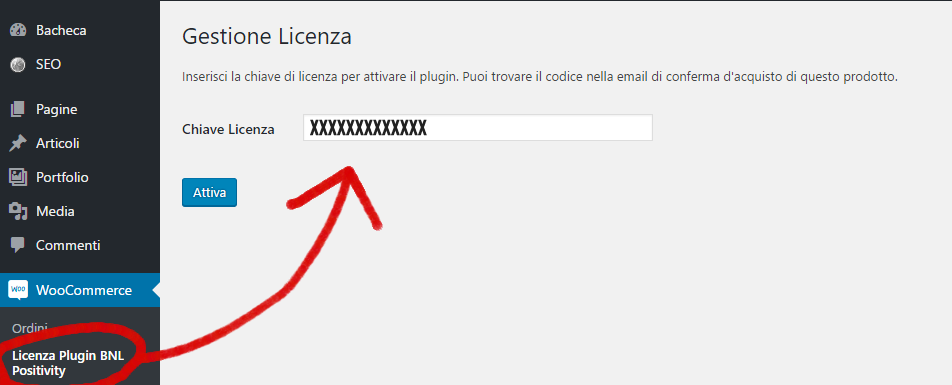 Bacheca
SEO
Pagine
Articoli
Portfolio
Media
Commenti
WOO
WooCommerce
Ordini
Licenza Plugin BNL
Positivity
Gestione Licenza
Inserisci la chiave di licenza per attivare il plugin. Puoi trovare il codice nella email di conferma d'acquisto di questo prodotto.
Chiave Licenza
XXXXXXXXXXXXX
Attiva